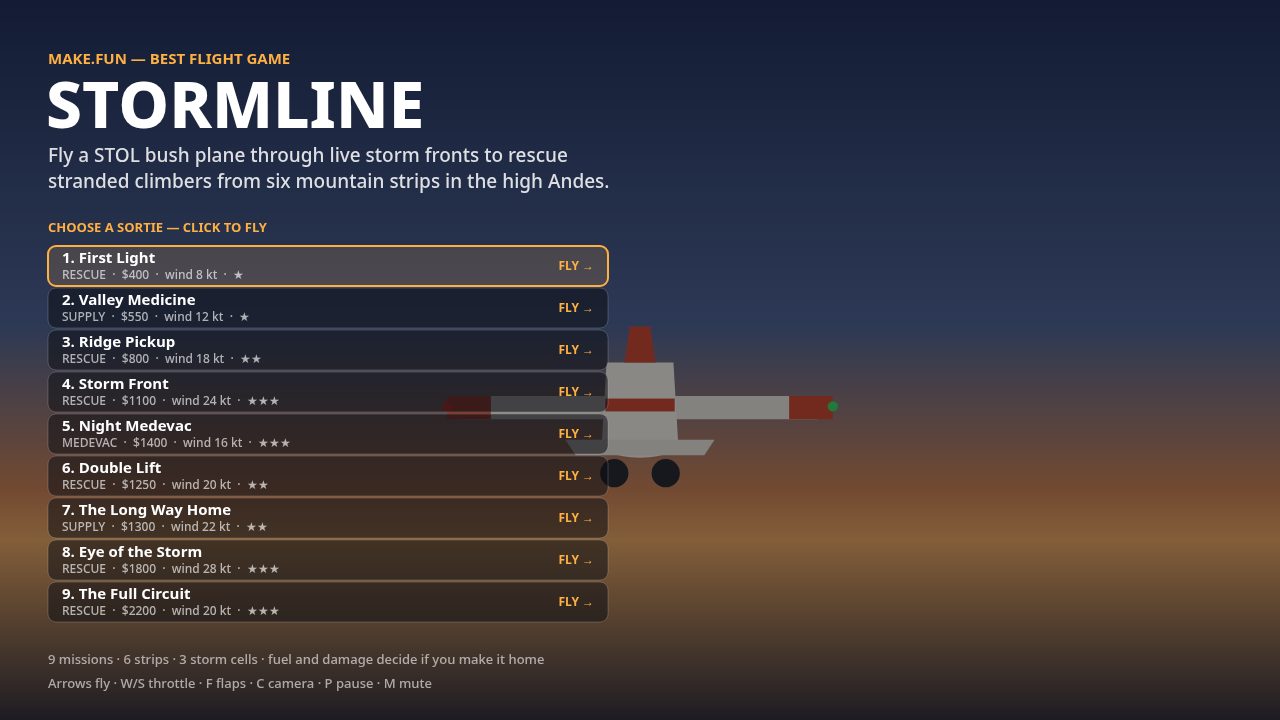 MAKE.FUN — BEST FLIGHT GAME
STORMLINE
Fly a STOL bush plane through live storm fronts to rescue
stranded climbers from six mountain strips in the high Andes.
CHOOSE A SORTIE — CLICK TO FLY
1. First Light
RESCUE · $400 · wind 8 kt · ★
FLY →
2. Valley Medicine
SUPPLY · $550 · wind 12 kt · ★
FLY →
3. Ridge Pickup
RESCUE · $800 · wind 18 kt · ★★
FLY →
4. Storm Front
RESCUE · $1100 · wind 24 kt · ★★★
FLY →
5. Night Medevac
MEDEVAC · $1400 · wind 16 kt · ★★★
FLY →
6. Double Lift
RESCUE · $1250 · wind 20 kt · ★★
FLY →
7. The Long Way Home
SUPPLY · $1300 · wind 22 kt · ★★
FLY →
8. Eye of the Storm
RESCUE · $1800 · wind 28 kt · ★★★
FLY →
9. The Full Circuit
RESCUE · $2200 · wind 20 kt · ★★★
FLY →
9 missions · 6 strips · 3 storm cells · fuel and damage decide if you make it home
Arrows fly · W/S throttle · F flaps · C camera · P pause · M mute